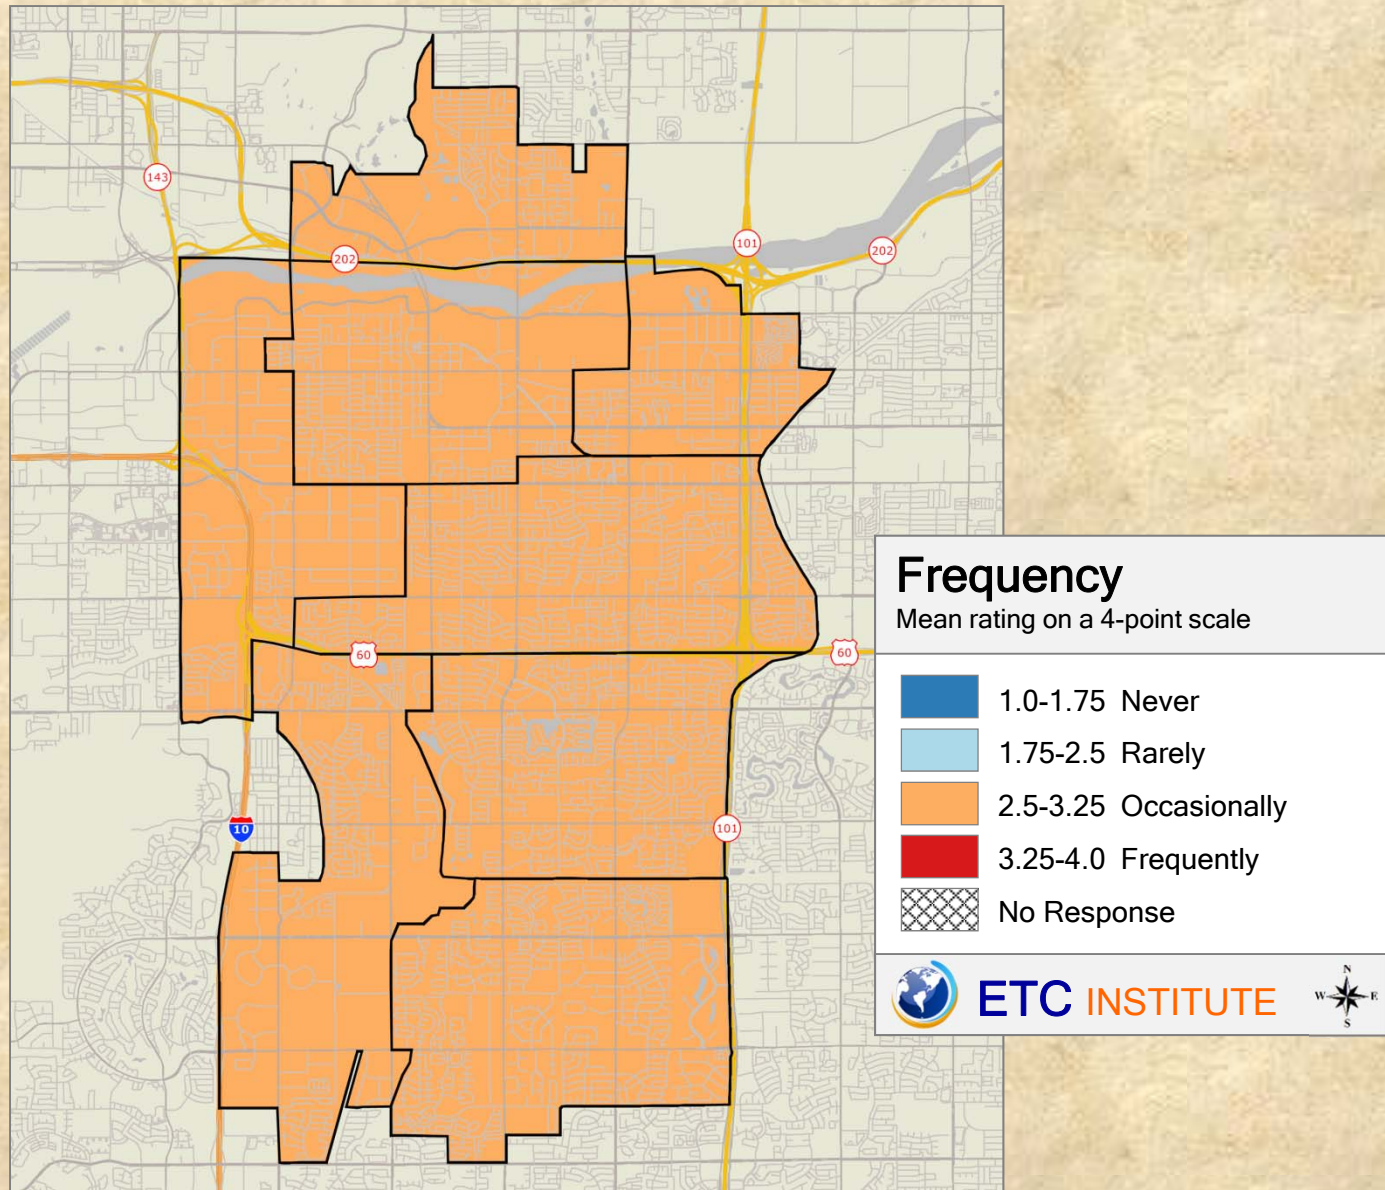 143
101
202
202
Frequency
Mean rating on a 4-point scale
60
60
1.0-1.75 Never
1.75-2.5 Rarely
2.5-3.25 Occasionally
3.25-4.0 Frequently
No Response
10
101
ETC INSTITUTE
N
W E
S